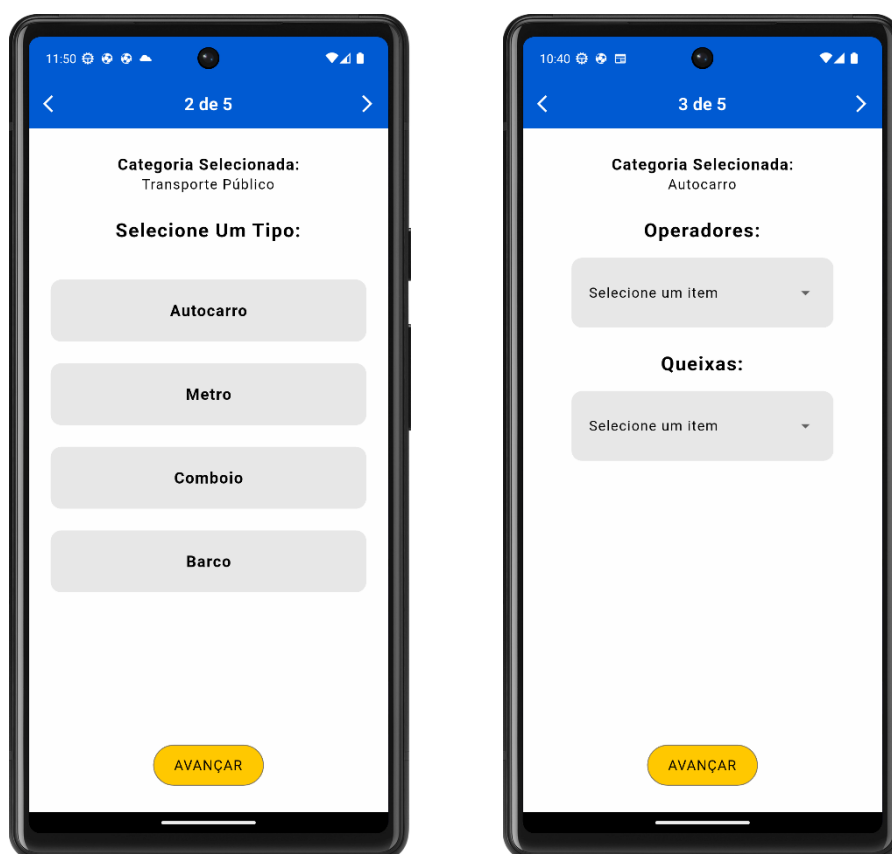 11:50
2 de 5
Categoria Selecionada:
Transporte Público
Selecione Um Tipo:
Autocarro
Metro
Comboio
Barco
AVANÇAR
10:40
3 de 5
Categoria Selecionada:
Autocarro
Operadores:
Selecione um item
Queixas:
Selecione um item
AVANÇAR